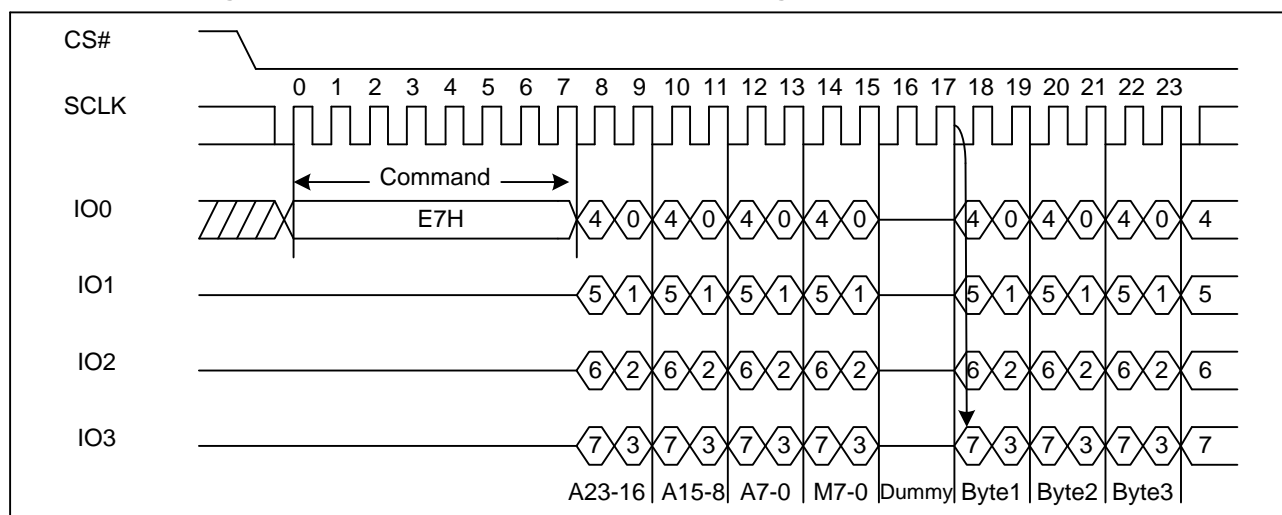 CS#
0 1 2 3 4 5 6 7 8 9 10 11 12 13 14 15 16 17 18 19 20 21 22 23
SCLK
Command
IO0 E7H 4 0 4 0 4 0 4 0 4 0 4 0 4 0 4
IO1 5 1 5 1 5 1 5 1 5 1 5 1 5 1 5
IO2 6 2 6 2 6 2 6 2 6 2 6 2 6 2 6
IO3 7 3 7 3 7 3 7 3 7 3 7 3 7 3 7
A23-16 A15-8 A7-0 M7-0 Dummy Byte1 Byte2 Byte3